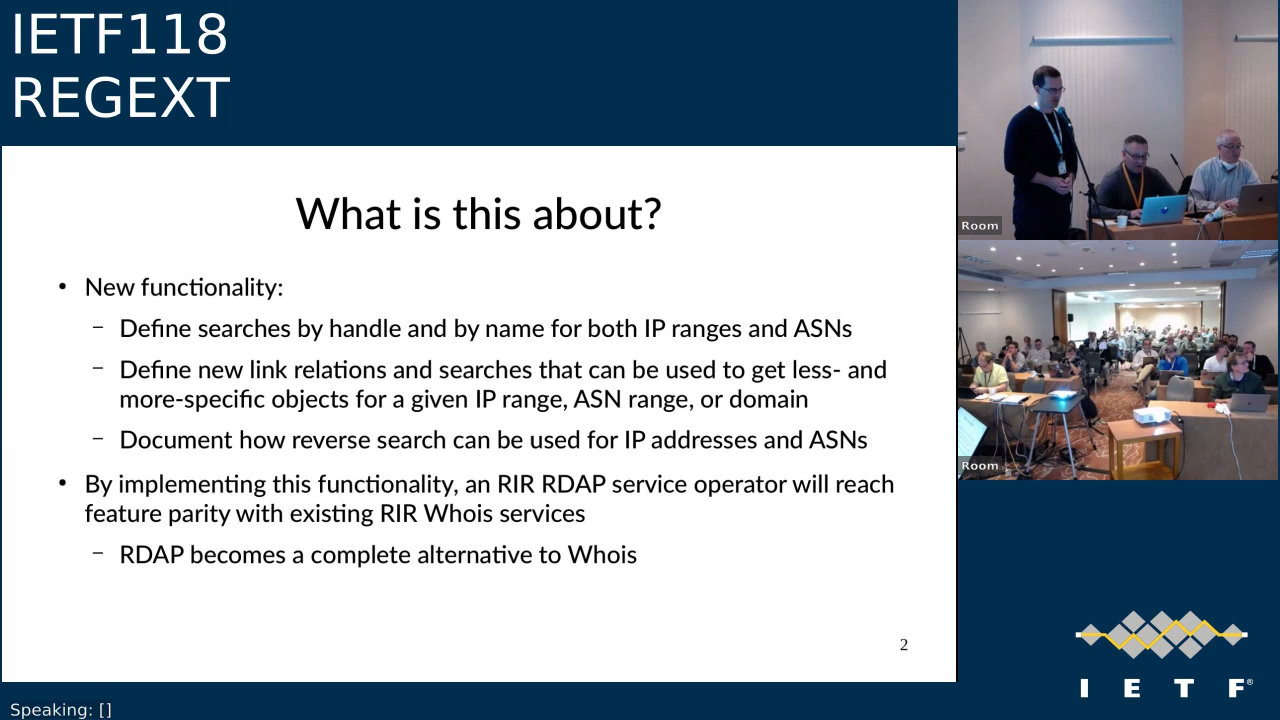 IETF118
REGEXT
What is this about?
• New functionality:
– Define searches by handle and by name for both IP ranges and ASNs
– Define new link relations and searches that can be used to get less- and
more-specific objects for a given IP range, ASN range, or domain
– Document how reverse search can be used for IP addresses and ASNs
• By implementing this functionality, an RIR RDAP service operator will reach
feature parity with existing RIR Whois services
– RDAP becomes a complete alternative to Whois
2
Room
Room
I E T F®
Speaking: []